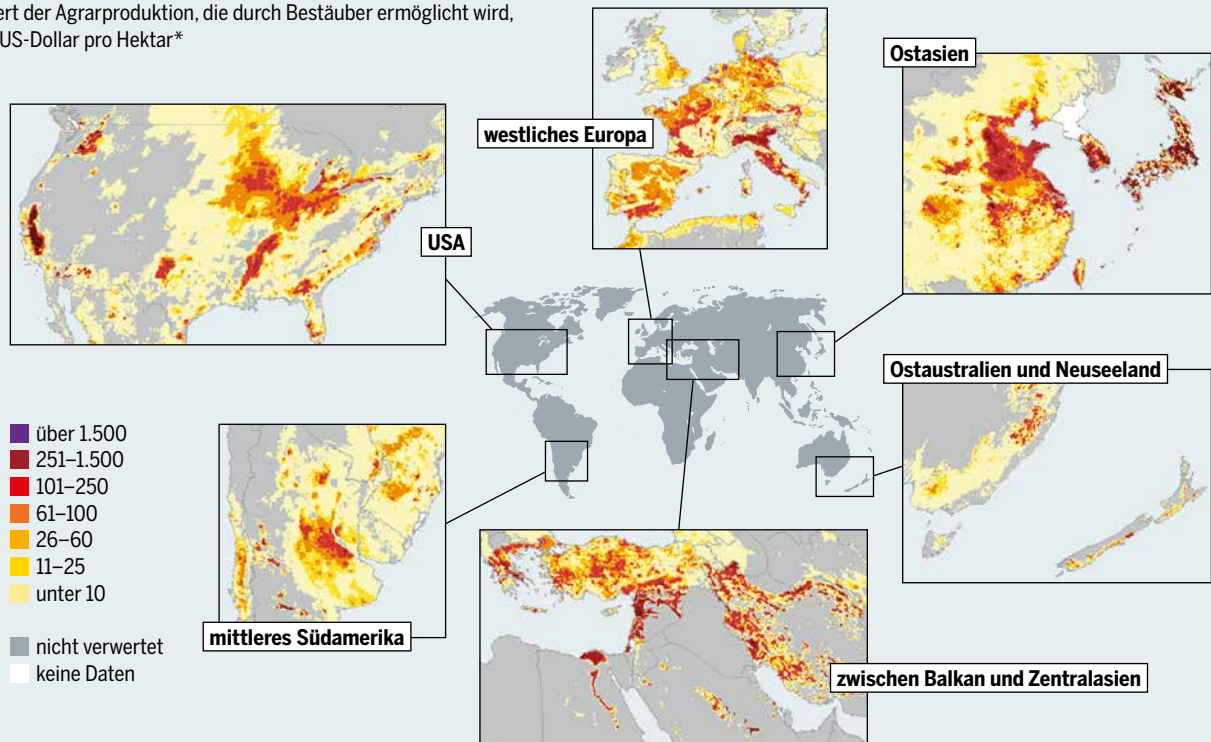 ert der Agrarproduktion, die durch Bestäuber ermöglicht wird,
US-Dollar pro Hektar*
westliches Europa
Ostasien
USA
Ostaustralien und Neuseeland
über 1.500
251–1.500
101–250
61–100
26–60
11–25
unter 10
nicht verwertet
keine Daten
mittleres Südamerika
zwischen Balkan und Zentralasien